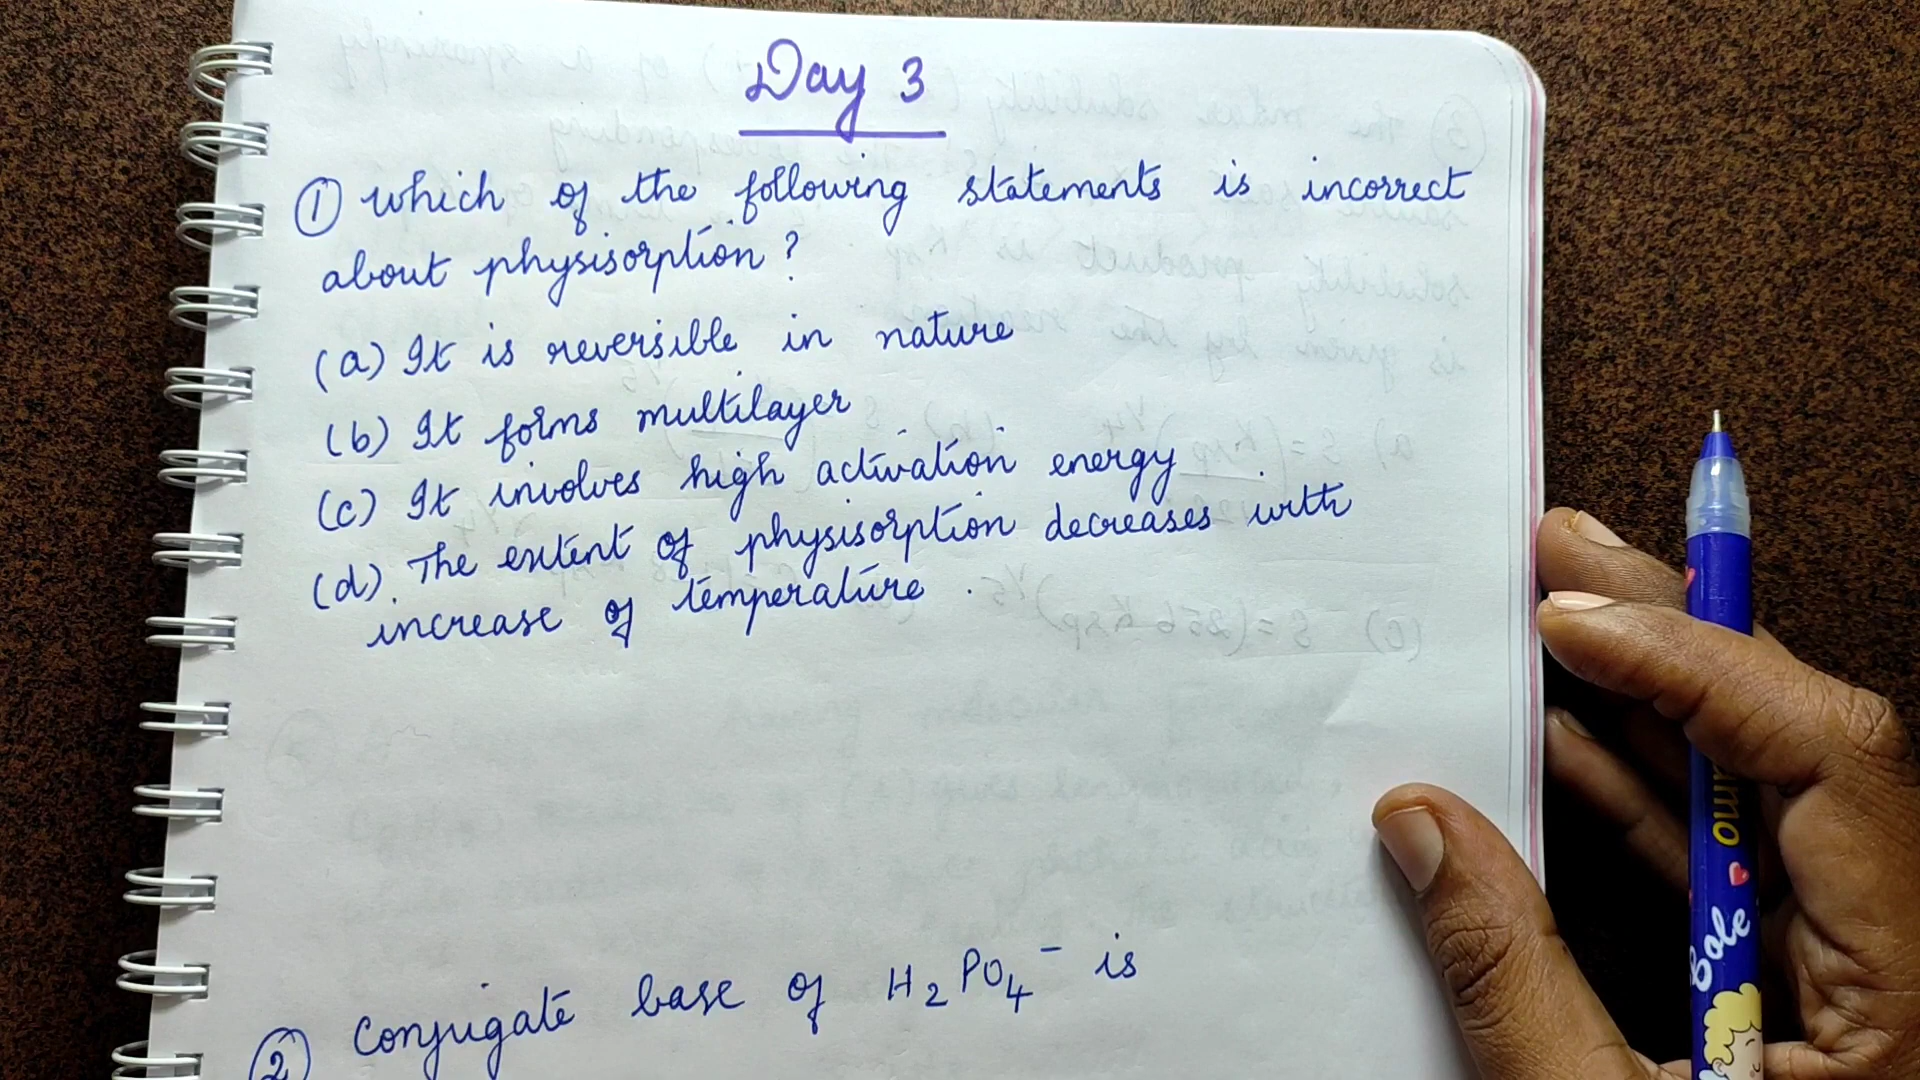 Day 3
① Which of the following statements is incorrect
about physisorption?
(a) It is reversible in nature
(b) It forms multilayer
(c) It involves high activation energy
(d). The extent of physisorption decreases with
increase of temperature.
② Conjugate base of H₂PO₄⁻ is
Bole